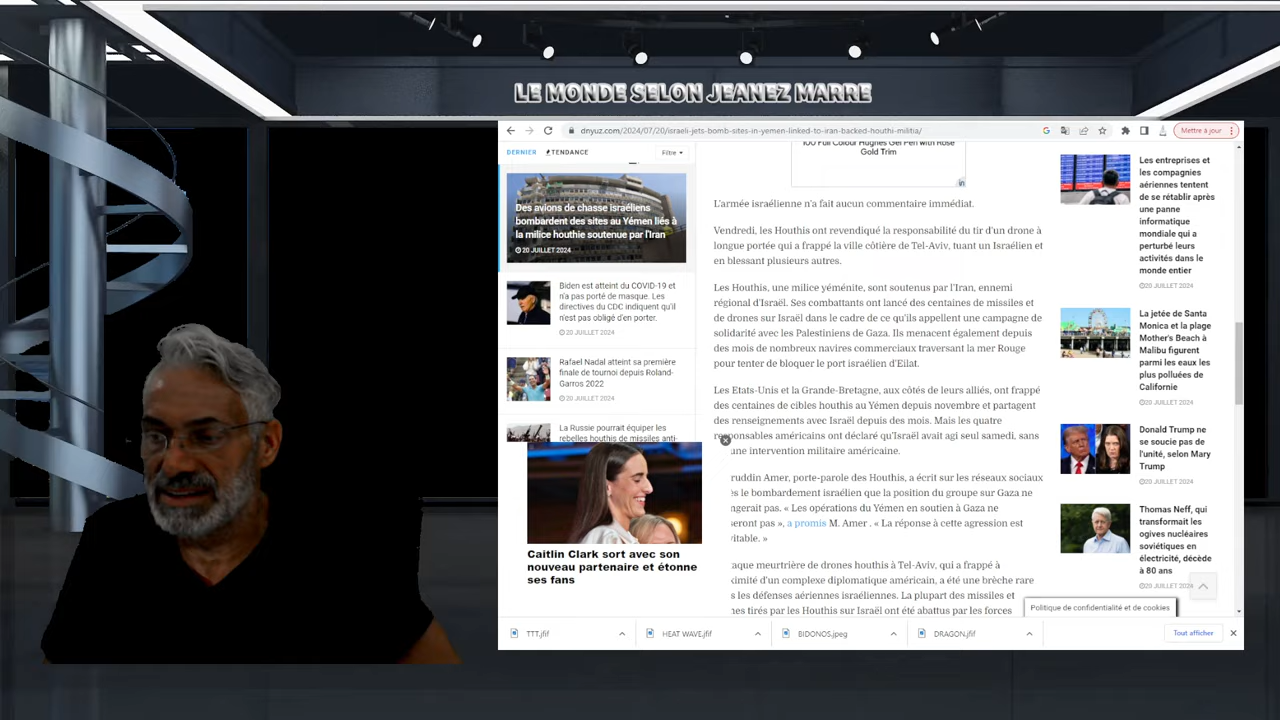 LE MONDE SELON JEANEZ MARRE
dnyuz.com/2024/07/20/israeli-jets-bomb-sites-in-yemen-linked-to-iran-backed-houthi-militia/
Mettre à jour
DERNIER
TENDANCE
Filtre
Des avions de chasse israéliens
bombardent des sites au Yémen liés à
la milice houthie soutenue par l'Iran
20 JUILLET 2024
Biden est atteint du COVID-19 et
n'a pas porté de masque. Les
directives du CDC indiquent qu'il
n'est pas obligé d'en porter.
20 JUILLET 2024
Rafael Nadal atteint sa première
finale de tournoi depuis Roland-
Garros 2022
20 JUILLET 2024
La Russie pourrait équiper les
rebelles houthis de missiles anti-
Caitlin Clark sort avec son
nouveau partenaire et étonne
ses fans
100 Full Colour Hughes Gel Pen with Rose
Gold Trim
L'armée israélienne n'a fait aucun commentaire immédiat.
Vendredi, les Houthis ont revendiqué la responsabilité du tir d'un drone à
longue portée qui a frappé la ville côtière de Tel-Aviv, tuant un Israélien et
en blessant plusieurs autres.
Les Houthis, une milice yéménite, sont soutenus par l'Iran, ennemi
régional d'Israël. Ses combattants ont lancé des centaines de missiles et
de drones sur Israël dans le cadre de ce qu'ils appellent une campagne de
solidarité avec les Palestiniens de Gaza. Ils menacent également depuis
des mois de nombreux navires commerciaux traversant la mer Rouge
pour tenter de bloquer le port israélien d'Eilat.
Les Etats-Unis et la Grande-Bretagne, aux côtés de leurs alliés, ont frappé
des centaines de cibles houthis au Yémen depuis novembre et partagent
des renseignements avec Israël depuis des mois. Mais les quatre
responsables américains ont déclaré qu'Israël avait agi seul samedi, sans
une intervention militaire américaine.
ruddin Amer, porte-parole des Houthis, a écrit sur les réseaux sociaux
ès le bombardement israélien que la position du groupe sur Gaza ne
ngerait pas. « Les opérations du Yémen en soutien à Gaza ne
seront pas », a promis M. Amer . « La réponse à cette agression est
vitable. »
aque meurtrière de drones houthis à Tel-Aviv, qui a frappé à
ximité d'un complexe diplomatique américain, a été une brèche rare
s les défenses aériennes israéliennes. La plupart des missiles et
nes tirés par les Houthis sur Israël ont été abattus par les forces
Les entreprises et
les compagnies
aériennes tentent
de se rétablir après
une panne
informatique
mondiale qui a
perturbé leurs
activités dans le
monde entier
20 JUILLET 2024
La jetée de Santa
Monica et la plage
Mother's Beach à
Malibu figurent
parmi les eaux les
plus polluées de
Californie
20 JUILLET 2024
Donald Trump ne
se soucie pas de
l'unité, selon Mary
Trump
20 JUILLET 2024
Thomas Neff, qui
transformait les
ogives nucléaires
soviétiques en
électricité, décède
à 80 ans
20 JUILLET 2024
Politique de confidentialité et de cookies
TTT.jfif
HEAT WAVE.jfif
BIDONOS.jpeg
DRAGON.jfif
Tout afficher